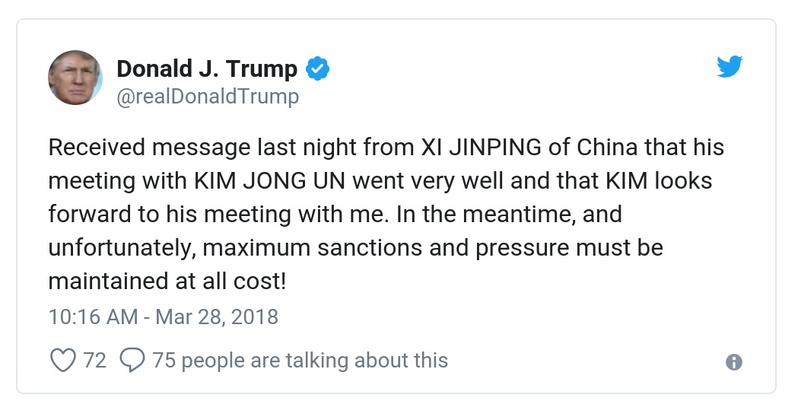 Donald J. Trump
@realDonaldTrump
Received message last night from XI JINPING of China that his
meeting with KIM JONG UN went very well and that KIM looks
forward to his meeting with me. In the meantime, and
unfortunately, maximum sanctions and pressure must be
maintained at all cost!
10:16 AM - Mar 28, 2018
72 75 people are talking about this